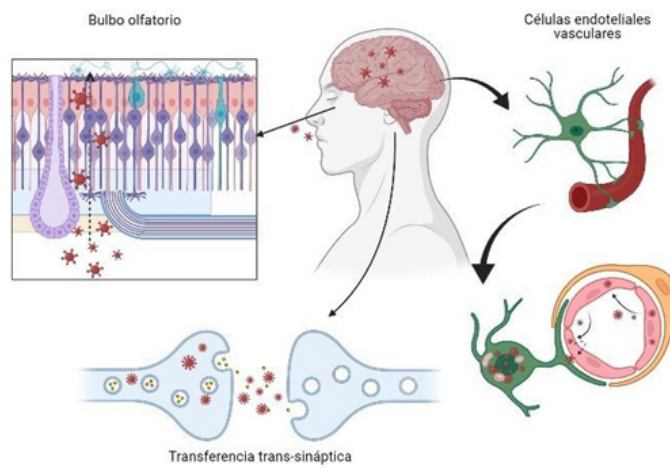 Bulbo olfatorio
Células endoteliales
vasculares
Transferencia trans-sináptica